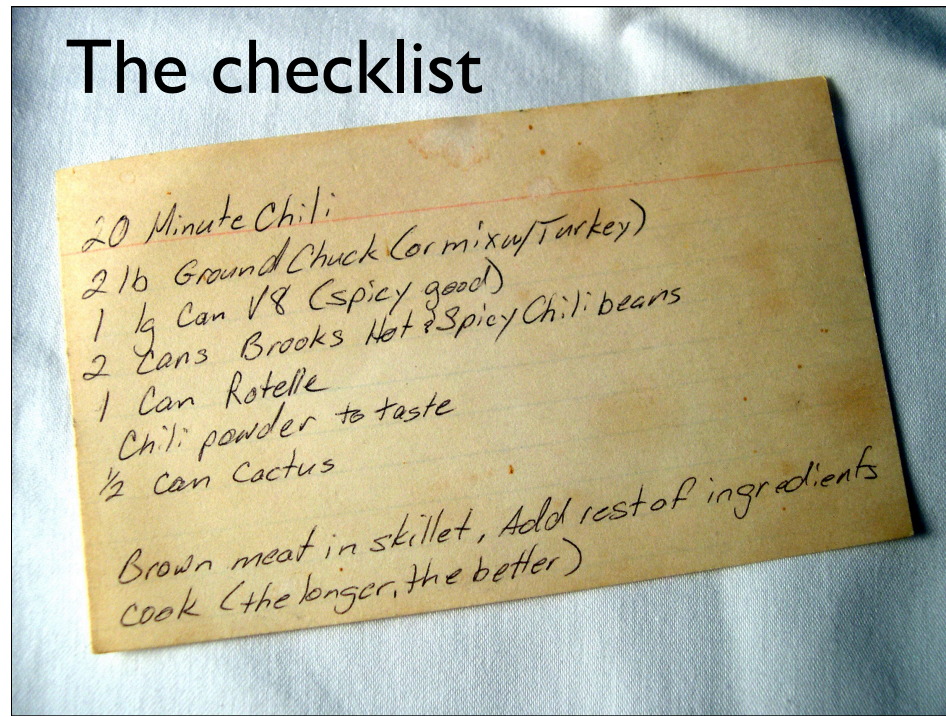 The checklist
20 Minute Chili
2 lb Ground Chuck (or mix w/Turkey)
1 lg Can V8 (spicy good)
2 Cans Brooks Hot & Spicy Chili beans
1 Can Rotelle
Chili powder to taste
1/2 can Cactus
Brown meat in skillet, Add rest of ingredients
cook (the longer, the better)